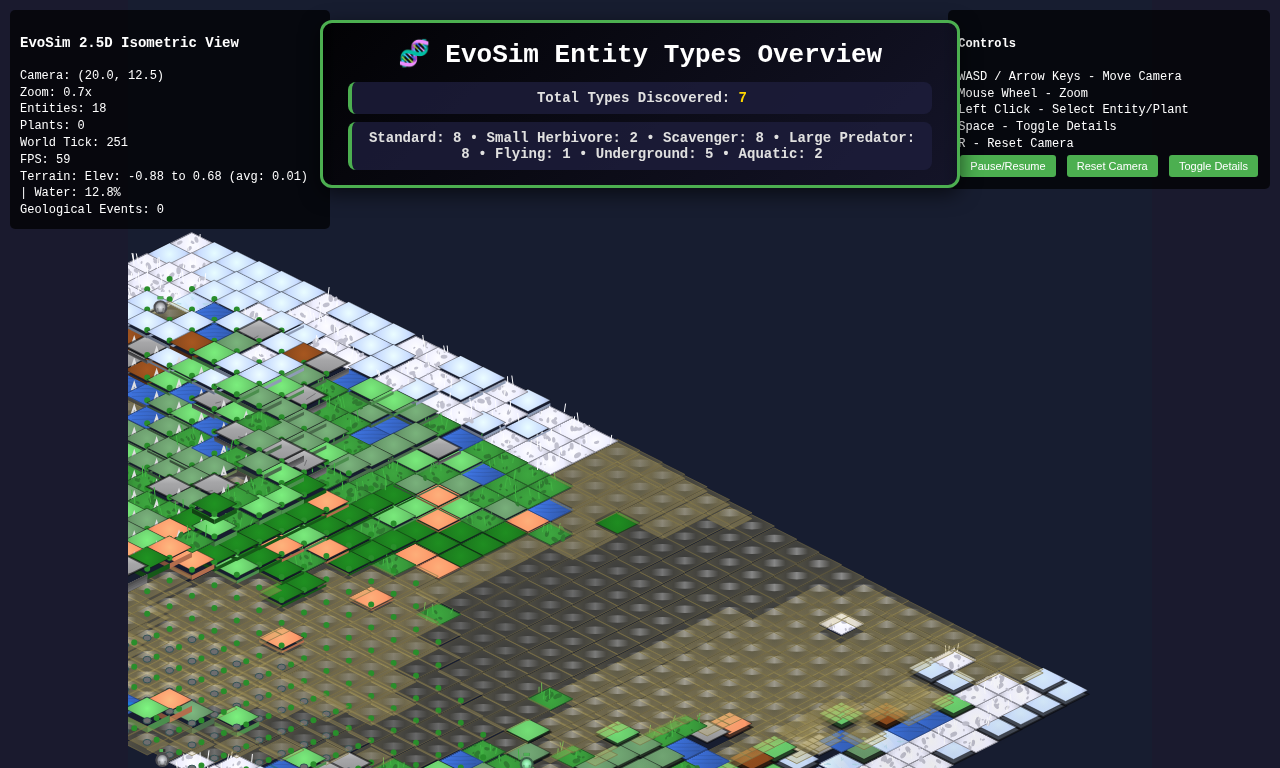 EvoSim 2.5D Isometric View
Camera: (20.0, 12.5)
Zoom: 0.7x
Entities: 18
Plants: 0
World Tick: 251
FPS: 59
Terrain: Elev: -0.88 to 0.68 (avg: 0.01)
| Water: 12.8%
Geological Events: 0
🧬 EvoSim Entity Types Overview
Total Types Discovered: 7
Standard: 8 • Small Herbivore: 2 • Scavenger: 8 • Large Predator:
8 • Flying: 1 • Underground: 5 • Aquatic: 2
Controls
WASD / Arrow Keys - Move Camera
Mouse Wheel - Zoom
Left Click - Select Entity/Plant
Space - Toggle Details
R - Reset Camera
Pause/Resume
Reset Camera
Toggle Details